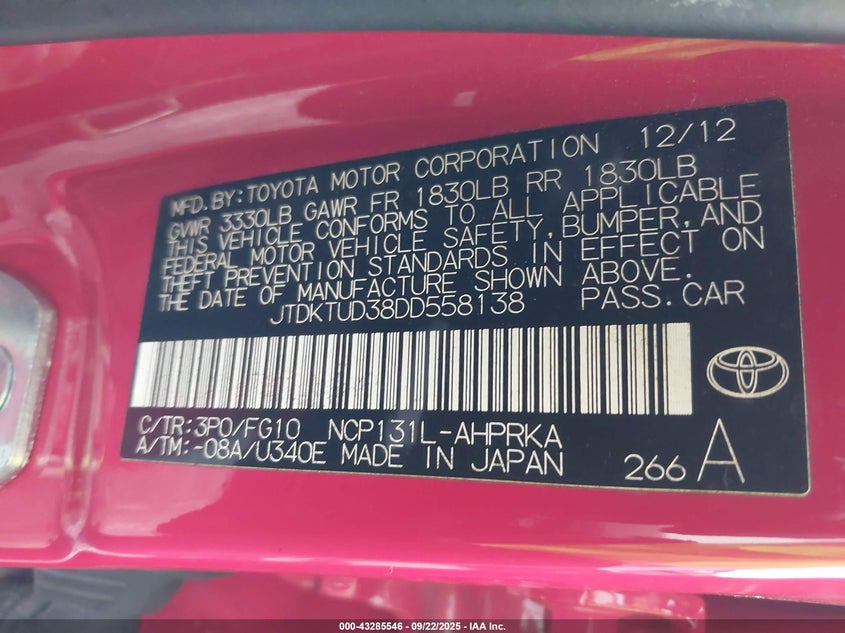 MFD. BY: TOYOTA MOTOR CORPORATION 12/12
GVWR 3330LB GAWR FR 1830LB RR 1830LB
THIS VEHICLE CONFORMS TO ALL APPLICABLE
FEDERAL MOTOR VEHICLE SAFETY, BUMPER, AND
THEFT PREVENTION STANDARDS IN EFFECT ON
THE DATE OF MANUFACTURE SHOWN ABOVE.
JTDKTUD38DD558138 PASS. CAR
C/TR: 3P0/FG10 NCP131L-AHPRKA
A/TM: -08A/U340E MADE IN JAPAN
266 A
000-43285546 - 09/22/2025 - IAA Inc.